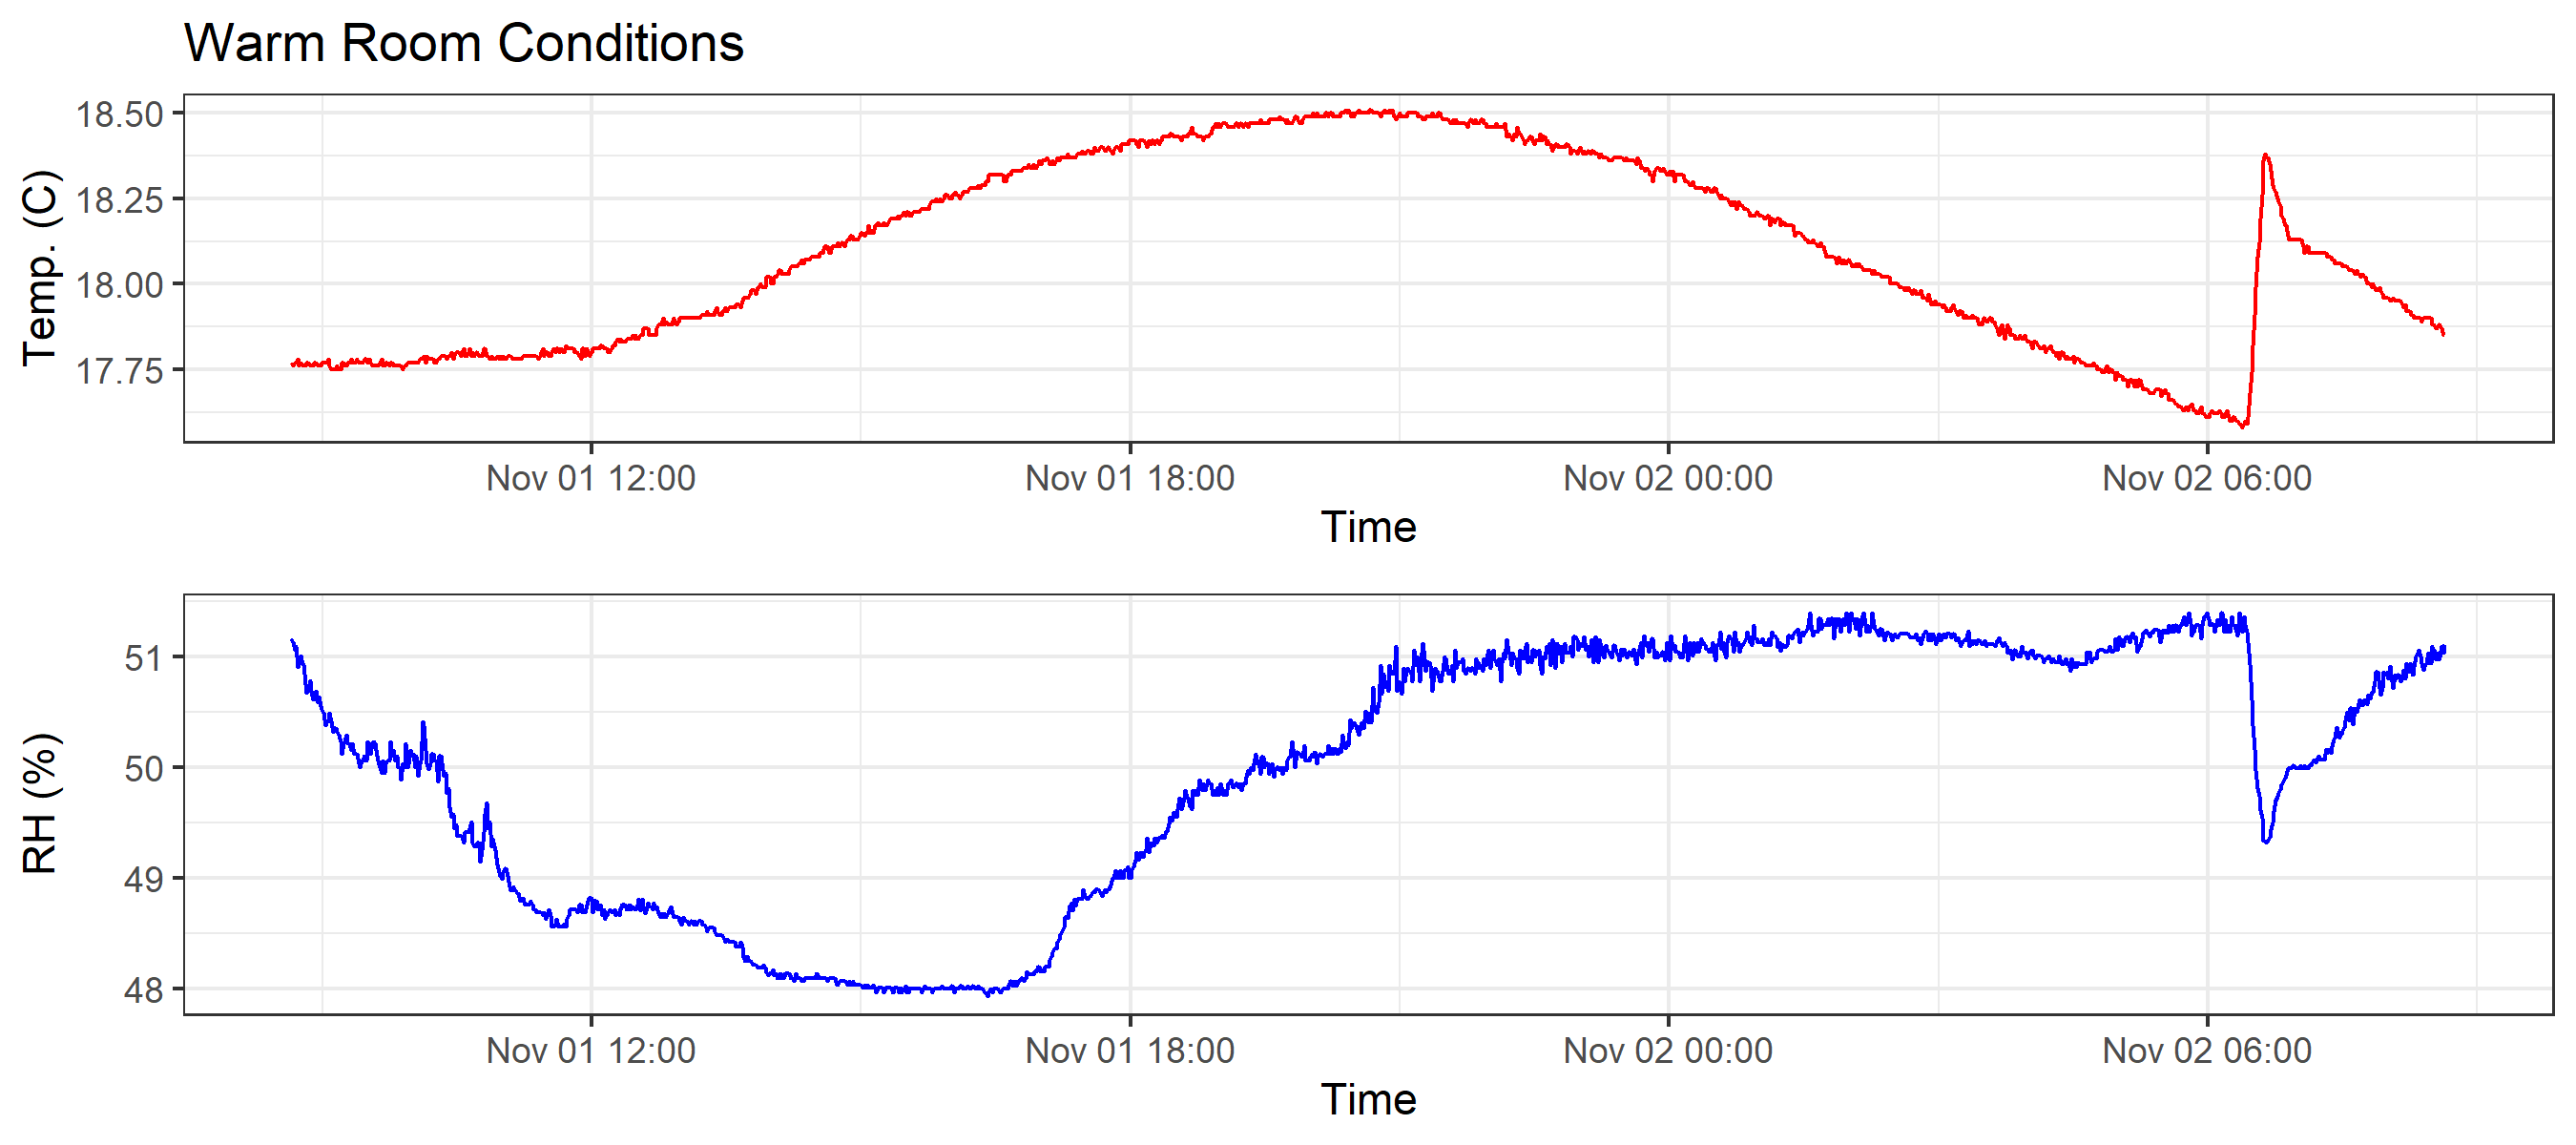 Warm Room Conditions
Temp. (C)
18.50
18.25
18.00
17.75
Nov 01 12:00 Nov 01 18:00 Nov 02 00:00 Nov 02 06:00
Time
RH (%)
51
50
49
48
Nov 01 12:00 Nov 01 18:00 Nov 02 00:00 Nov 02 06:00
Time